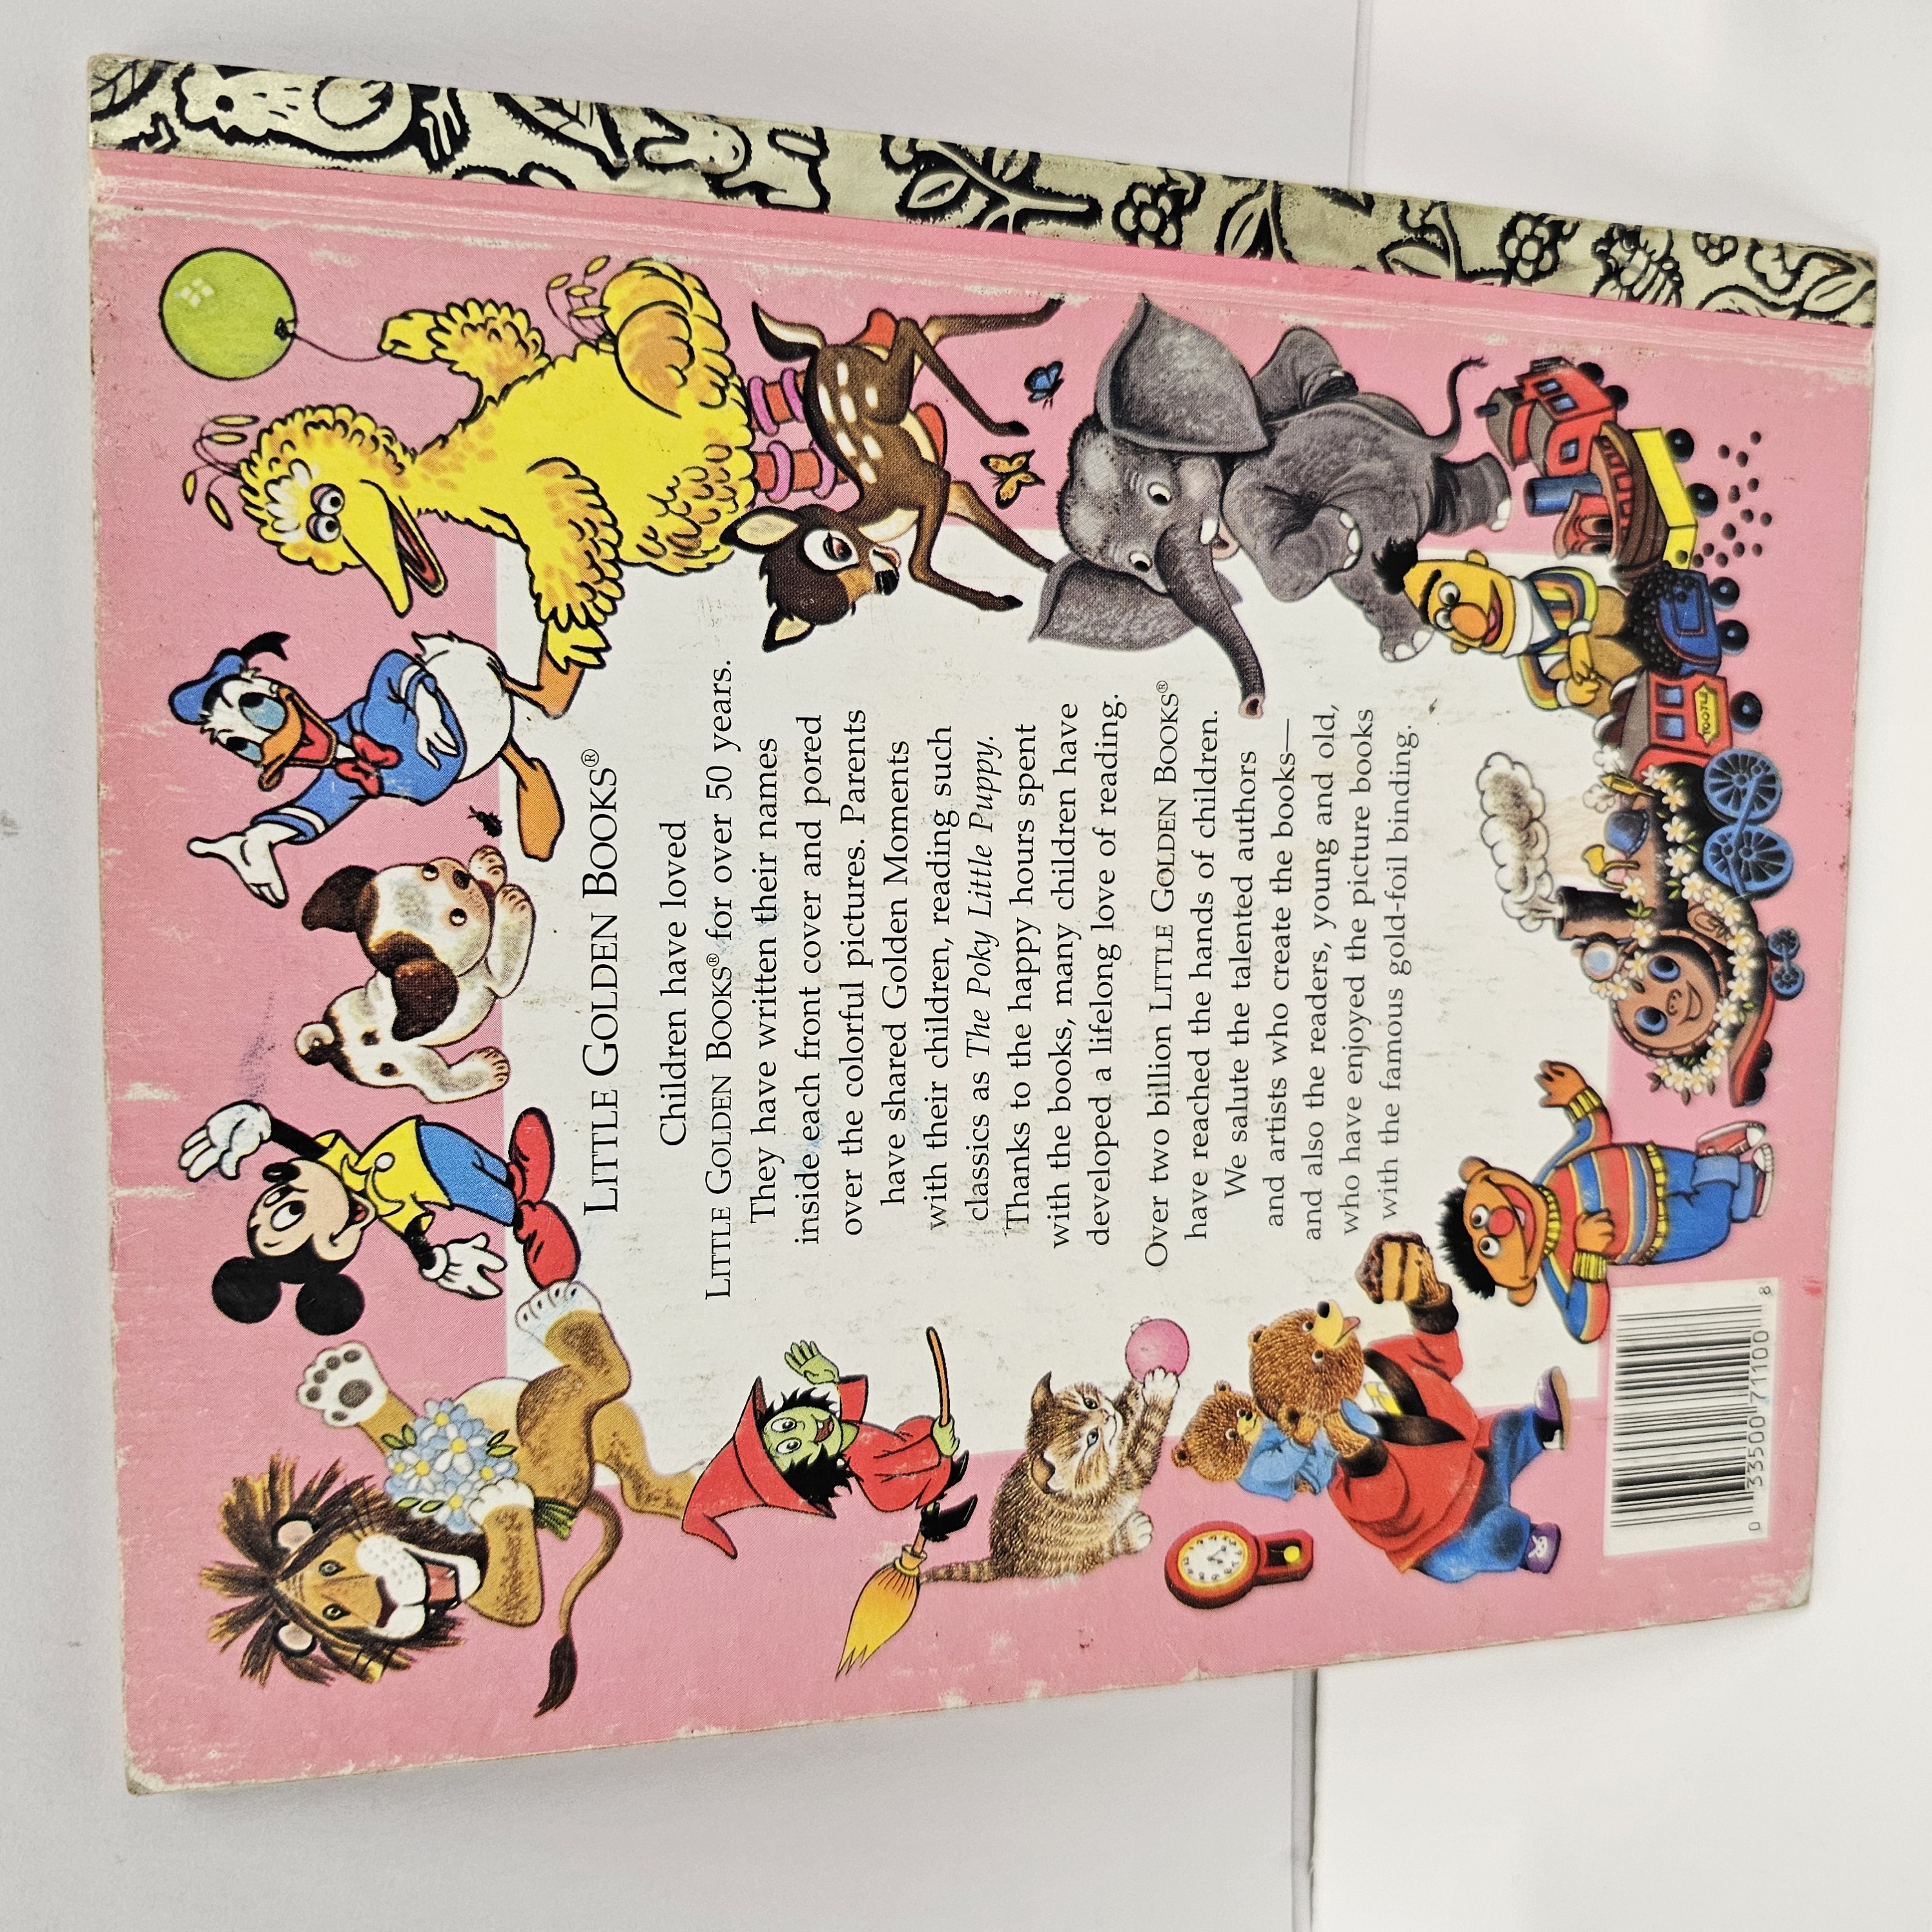 LITTLE GOLDEN BOOKS®
Children have loved
LITTLE GOLDEN BOOKS® for over 50 years.
They have written their names
inside each front cover and pored
over the colorful pictures. Parents
have shared Golden Moments
with their children, reading such
classics as The Poky Little Puppy.
Thanks to the happy hours spent
with the books, many children have
developed a lifelong love of reading.
Over two billion LITTLE GOLDEN BOOKS®
have reached the hands of children.
We salute the talented authors
and artists who create the books—
and also the readers, young and old,
who have enjoyed the picture books
with the famous gold-foil binding.
TOOTLE
0 33500 71100 8